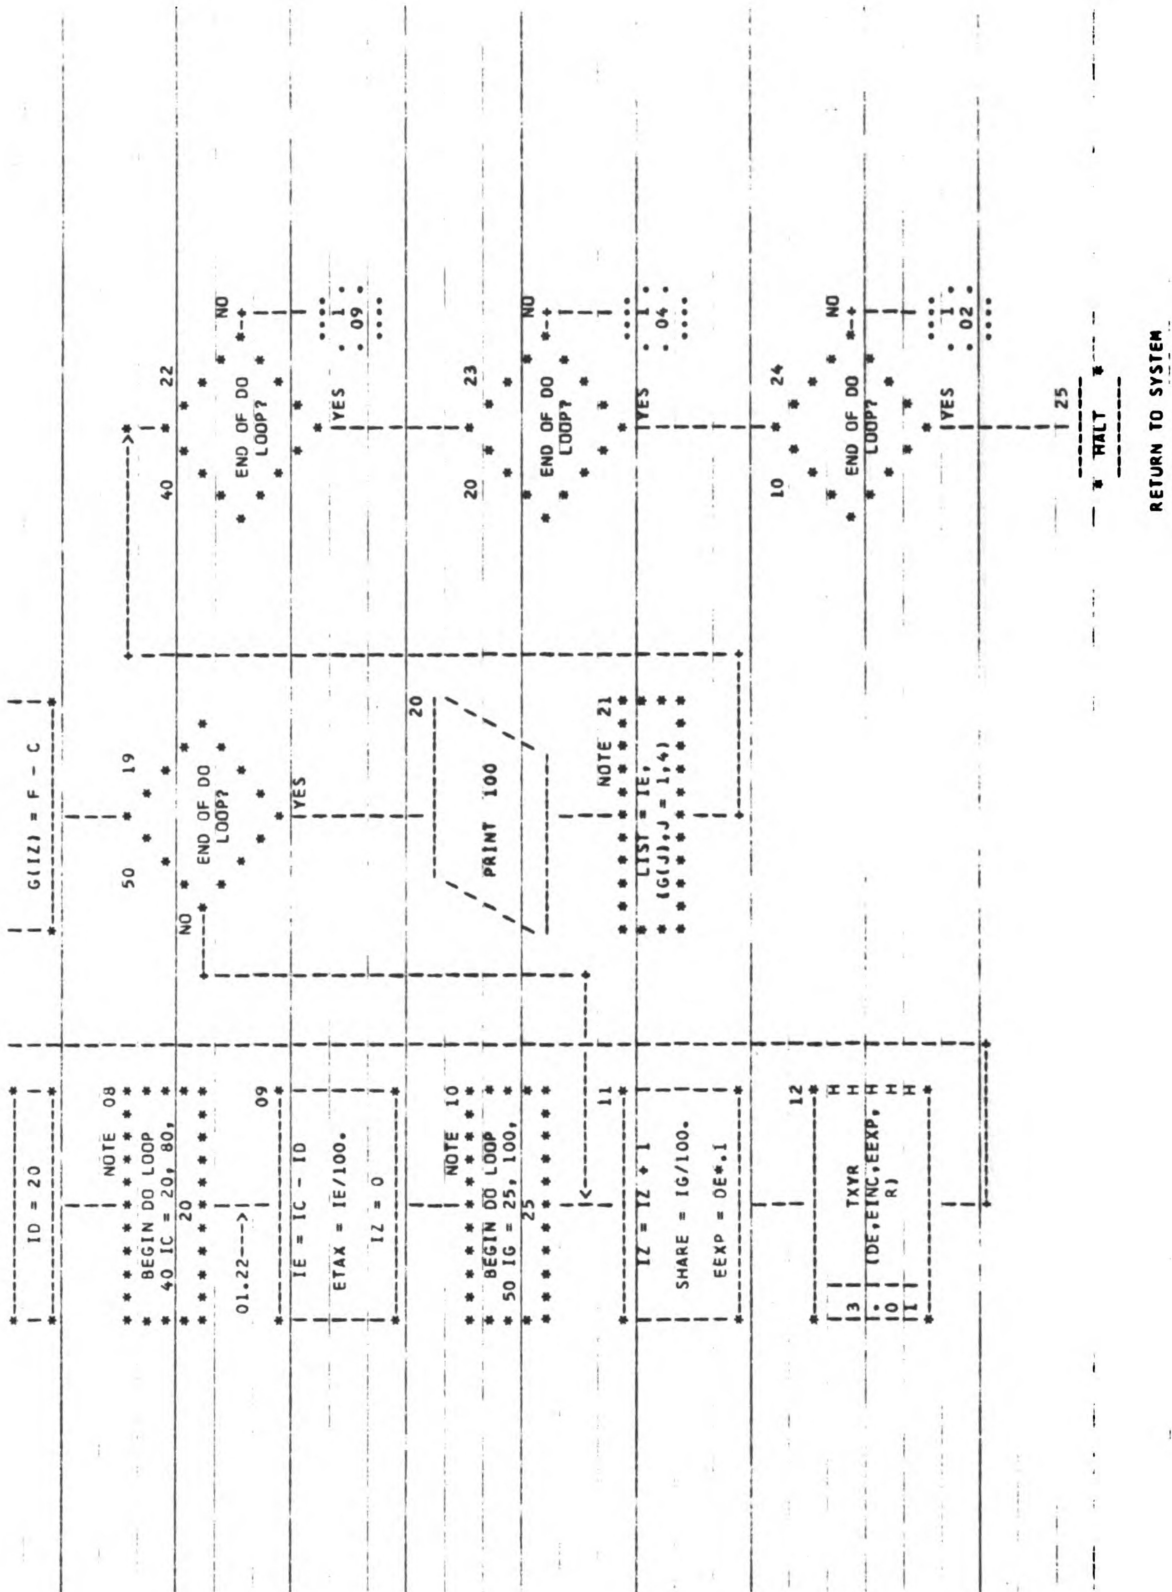 ID = 20
NOTE 08
BEGIN DO LOOP
40 IC = 20, 80,
20
01.22--->
09
IE = IC - ID
ETAX = IE/100.
IZ = 0
NOTE 10
BEGIN DO LOOP
50 IG = 25, 100,
25
11
IZ = IZ + 1
SHARE = IG/100.
EEXP = DE*.1
12
TXYR
(DE,EINC,EEXP,
R)
G(IZ) = F - C
50
19
NO
END OF DO
LOOP?
YES
20
PRINT 100
NOTE 21
LIST = IE,
(G(J),J = 1,4)
40
22
END OF DO
LOOP?
NO
YES
1
09
20
23
END OF DO
LOOP?
NO
YES
1
04
10
24
END OF DO
LOOP?
NO
YES
1
02
25
HALT
RETURN TO SYSTEM